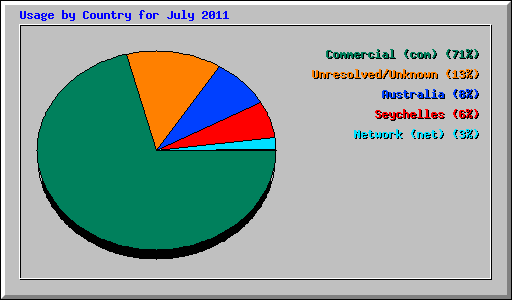 Usage by Country for July 2011
Commercial (com) (71%)
Unresolved/Unknown (13%)
Australia (8%)
Seychelles (6%)
Network (net) (3%)